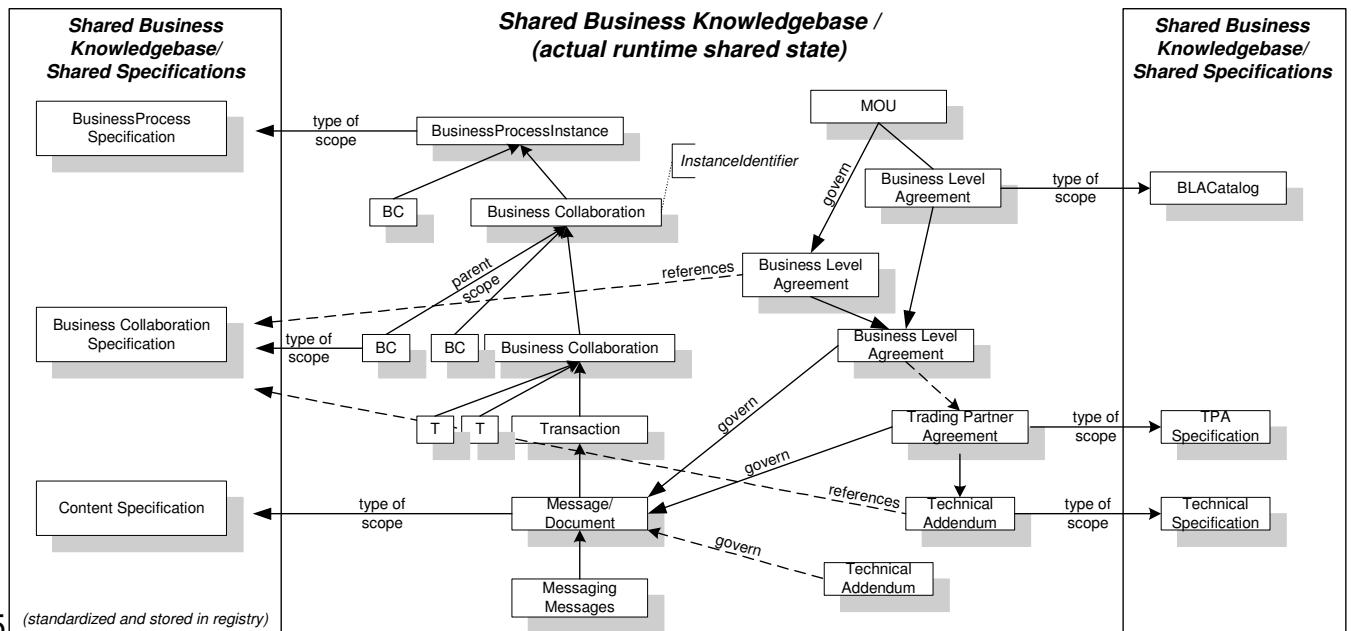 Shared Business
Knowledgebase/
Shared Specifications
Shared Business Knowledgebase /
(actual runtime shared state)
Shared Business
Knowledgebase/
Shared Specifications
BusinessProcess
Specification
type of
scope
BusinessProcessInstance
MOU
InstanceIdentifier
govern
Business Level
Agreement
type of
scope
BLACatalog
BC
Business Collaboration
parent
scope
references
Business Level
Agreement
Business Collaboration
Specification
type of
scope
BC
BC
Business Collaboration
Business Level
Agreement
govern
T
T
Transaction
Trading Partner
Agreement
type of
scope
TPA
Specification
govern
references
Content Specification
type of
scope
Message/
Document
Technical
Addendum
type of
scope
Technical
Specification
govern
Technical
Addendum
Messaging
Messages
5
(standardized and stored in registry)